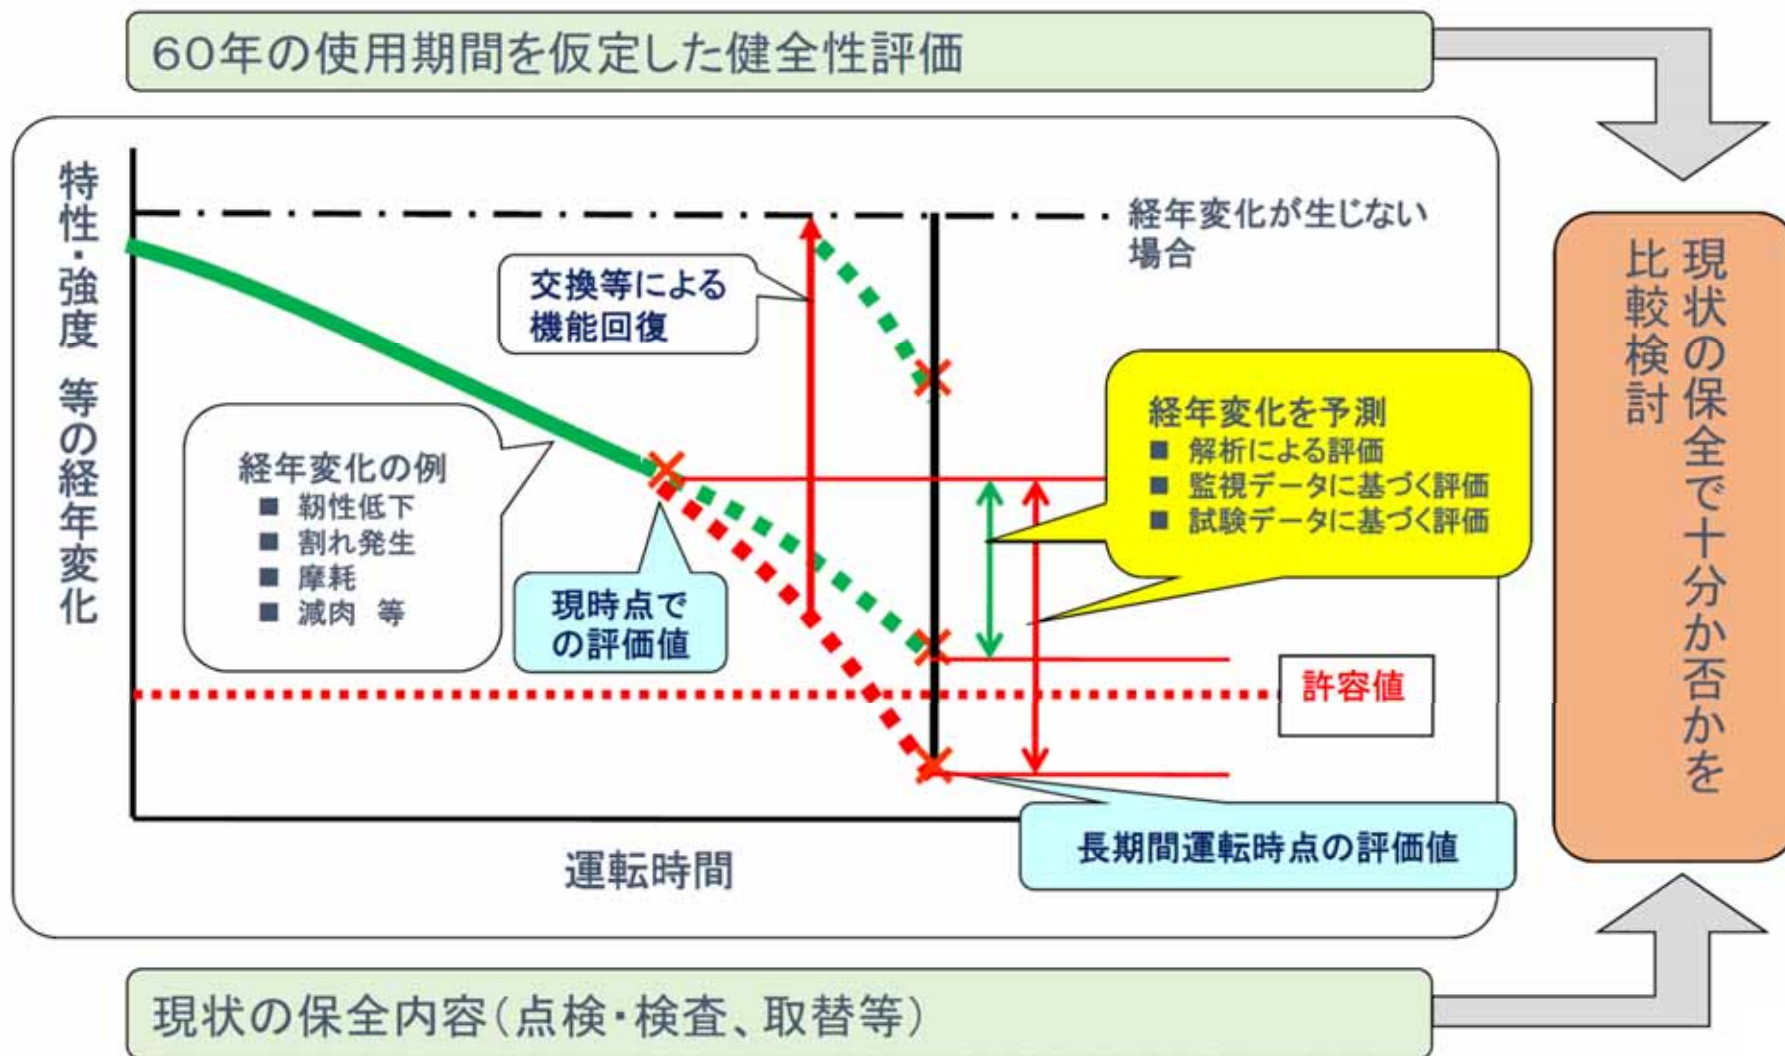 60年の使用期間を仮定した健全性評価
特性・強度 等の経年変化
経年変化が生じない
場合
交換等による
機能回復
経年変化の例
■ 靭性低下
■ 割れ発生
■ 摩耗
■ 減肉 等
現時点で
の評価値
経年変化を予測
■ 解析による評価
■ 監視データに基づく評価
■ 試験データに基づく評価
許容値
長期間運転時点の評価値
運転時間
現状の保全で十分か否かを
比較検討
現状の保全内容(点検・検査、取替等)